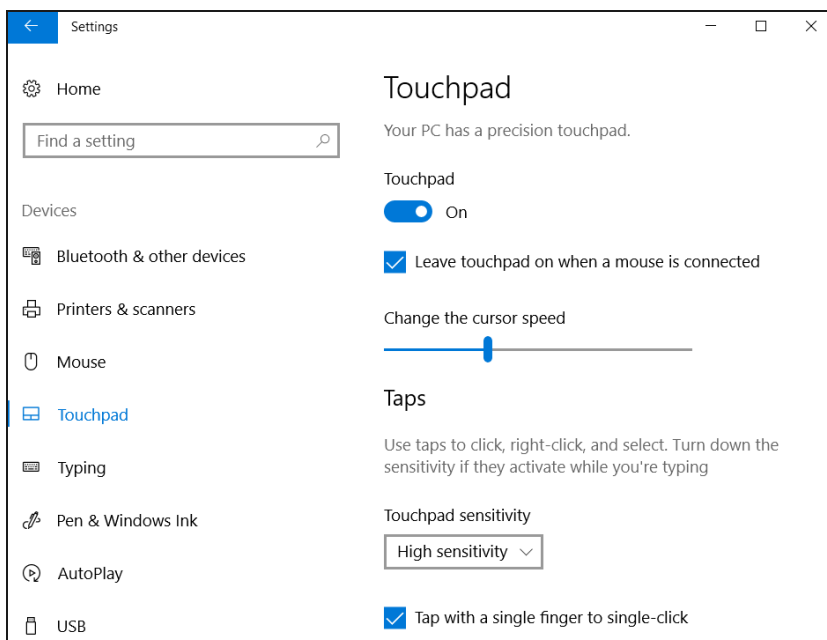 Settings
Home
Find a setting
Devices
Bluetooth & other devices
Printers & scanners
Mouse
Touchpad
Typing
Pen & Windows Ink
AutoPlay
USB
Touchpad
Your PC has a precision touchpad.
Touchpad
On
Leave touchpad on when a mouse is connected
Change the cursor speed
Taps
Use taps to click, right-click, and select. Turn down the
sensitivity if they activate while you're typing
Touchpad sensitivity
High sensitivity
Tap with a single finger to single-click